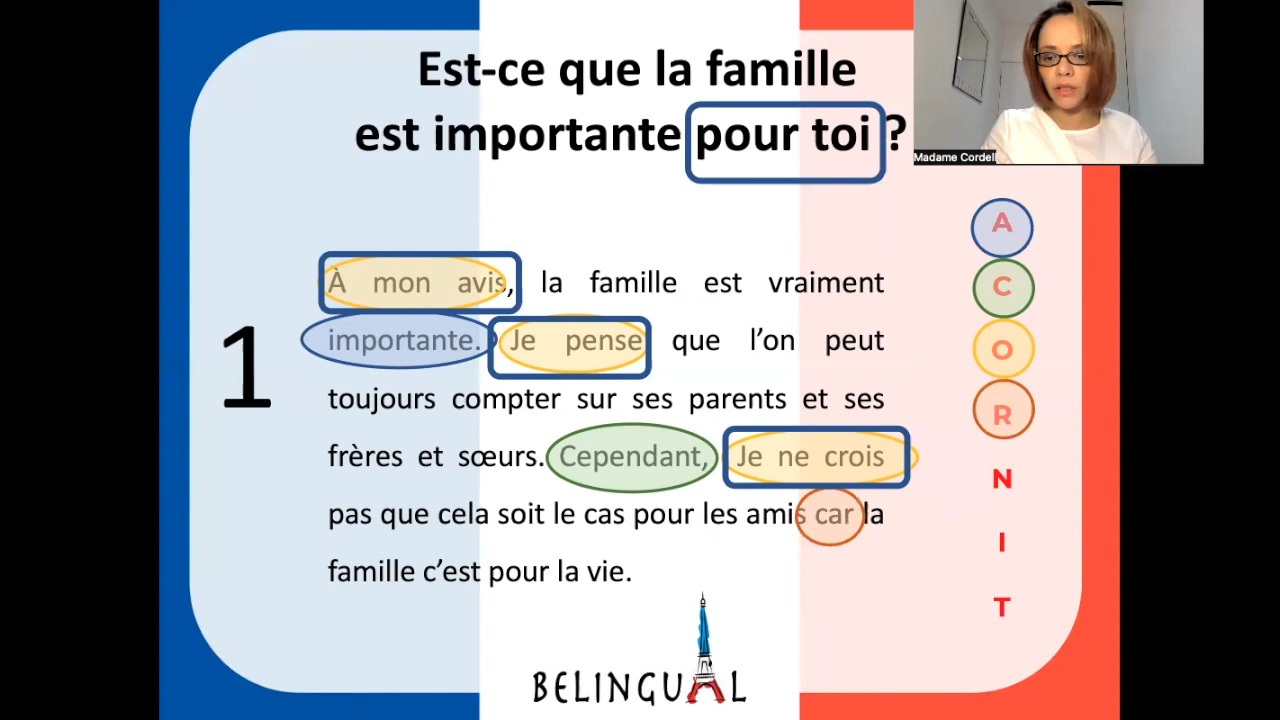 Est-ce que la famille
est importante pour toi ?
Madame Cordell
1
À mon avis, la famille est vraiment
importante. Je pense que l’on peut
toujours compter sur ses parents et ses
frères et sœurs. Cependant, Je ne crois
pas que cela soit le cas pour les amis car la
famille c’est pour la vie.
A
C
O
R
N
I
T
BELINGUAL